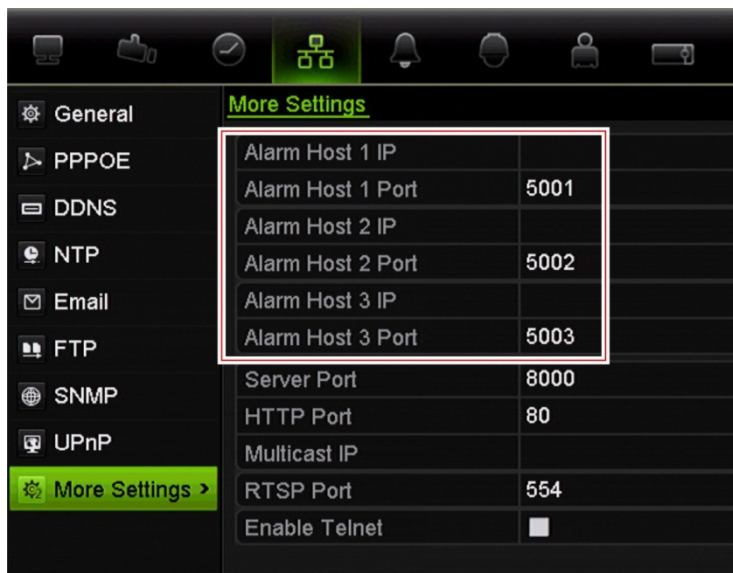 General
PPPOE
DDNS
NTP
Email
FTP
SNMP
UPnP
More Settings >
More Settings
Alarm Host 1 IP
Alarm Host 1 Port 5001
Alarm Host 2 IP
Alarm Host 2 Port 5002
Alarm Host 3 IP
Alarm Host 3 Port 5003
Server Port 8000
HTTP Port 80
Multicast IP
RTSP Port 554
Enable Telnet